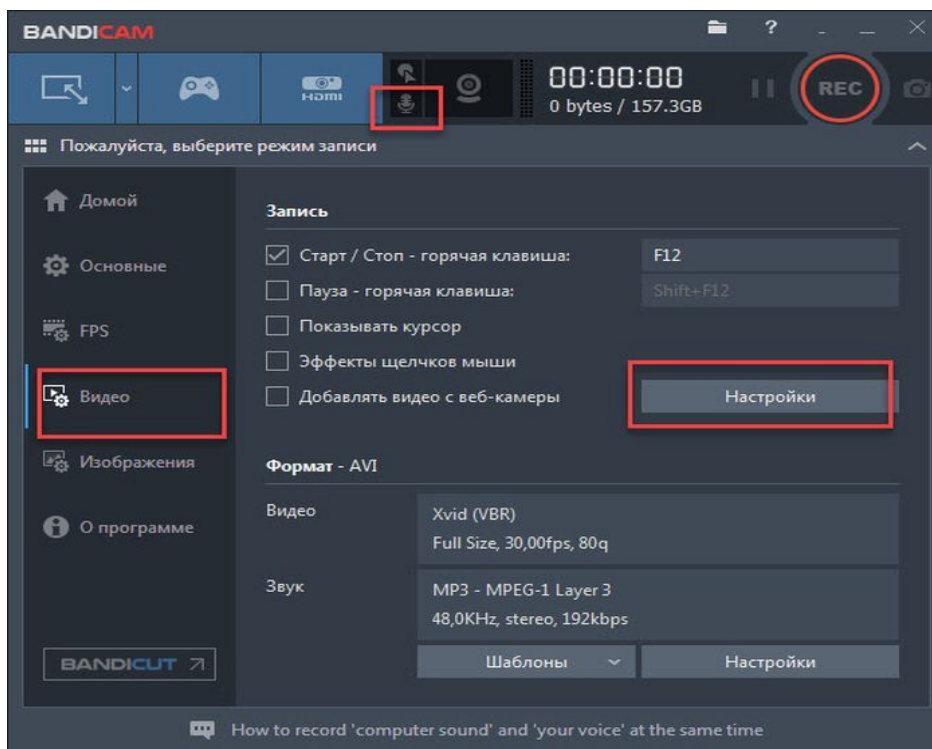 BANDICAM
?
HDMI
00:00:00
0 bytes / 157.3GB
REC
Пожалуйста, выберите режим записи
Домой
Основные
FPS
Видео
Изображения
О программе
BANDICUT
Запись
Старт / Стоп - горячая клавиша: F12
Пауза - горячая клавиша: Shift+F12
Показывать курсор
Эффекты щелчков мыши
Добавлять видео с веб-камеры Настройки
Формат - AVI
Видео
Xvid (VBR)
Full Size, 30,00fps, 80q
Звук
MP3 - MPEG-1 Layer 3
48,0KHz, stereo, 192kbps
Шаблоны Настройки
How to record 'computer sound' and 'your voice' at the same time